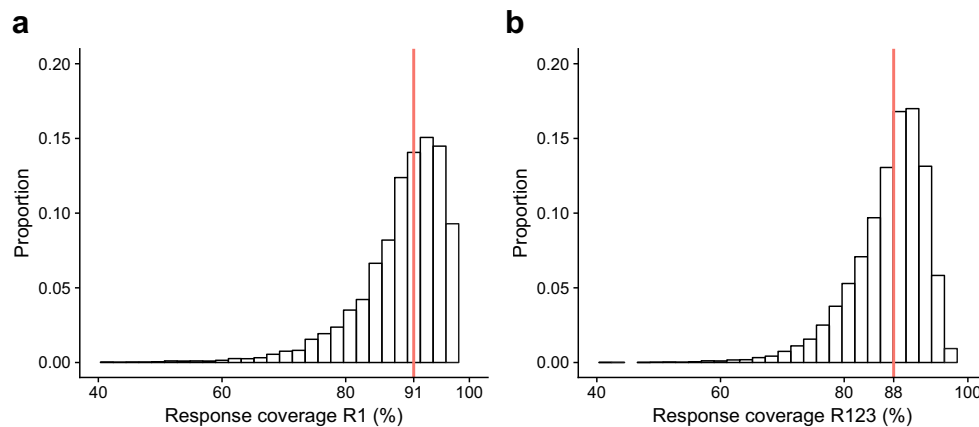 a
0.20
0.15
0.10
0.05
0.00
Proportion
40 60 80 91 100
Response coverage R1 (%)
b
0.20
0.15
0.10
0.05
0.00
Proportion
40 60 80 88 100
Response coverage R123 (%)